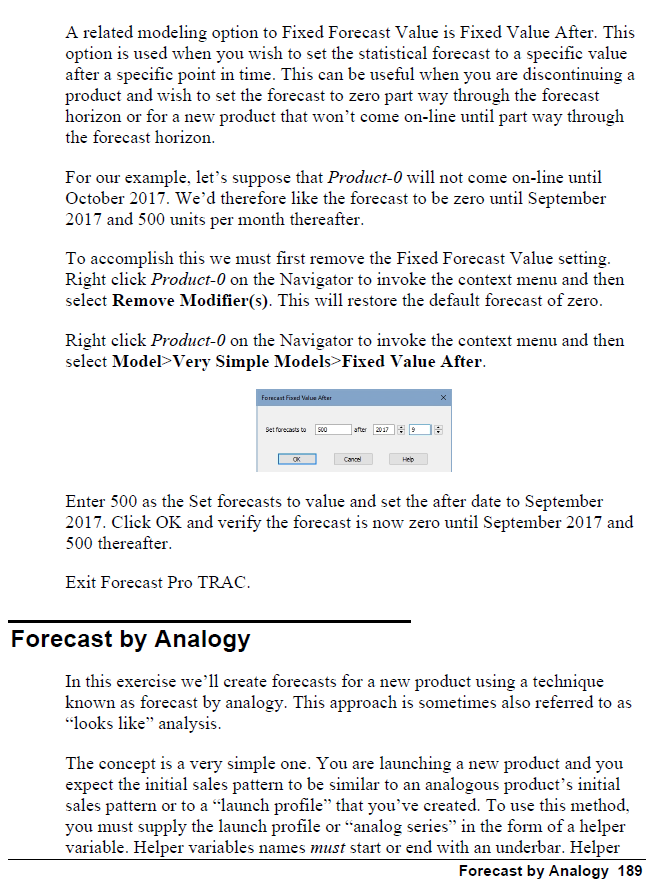 A related modeling option to Fixed Forecast Value is Fixed Value After. This
option is used when you wish to set the statistical forecast to a specific value
after a specific point in time. This can be useful when you are discontinuing a
product and wish to set the forecast to zero part way through the forecast
horizon or for a new product that won’t come on-line until part way through
the forecast horizon.
For our example, let’s suppose that Product-0 will not come on-line until
October 2017. We’d therefore like the forecast to be zero until September
2017 and 500 units per month thereafter.
To accomplish this we must first remove the Fixed Forecast Value setting.
Right click Product-0 on the Navigator to invoke the context menu and then
select Remove Modifier(s). This will restore the default forecast of zero.
Right click Product-0 on the Navigator to invoke the context menu and then
select Model>Very Simple Models>Fixed Value After.
Forecast Fixed Value After X
Set forecasts to 500 after 2017 9
OK Cancel Help
Enter 500 as the Set forecasts to value and set the after date to September
2017. Click OK and verify the forecast is now zero until September 2017 and
500 thereafter.
Exit Forecast Pro TRAC.
Forecast by Analogy
In this exercise we’ll create forecasts for a new product using a technique
known as forecast by analogy. This approach is sometimes also referred to as
“looks like” analysis.
The concept is a very simple one. You are launching a new product and you
expect the initial sales pattern to be similar to an analogous product’s initial
sales pattern or to a “launch profile” that you’ve created. To use this method,
you must supply the launch profile or “analog series” in the form of a helper
variable. Helper variables names must start or end with an underbar. Helper
Forecast by Analogy 189